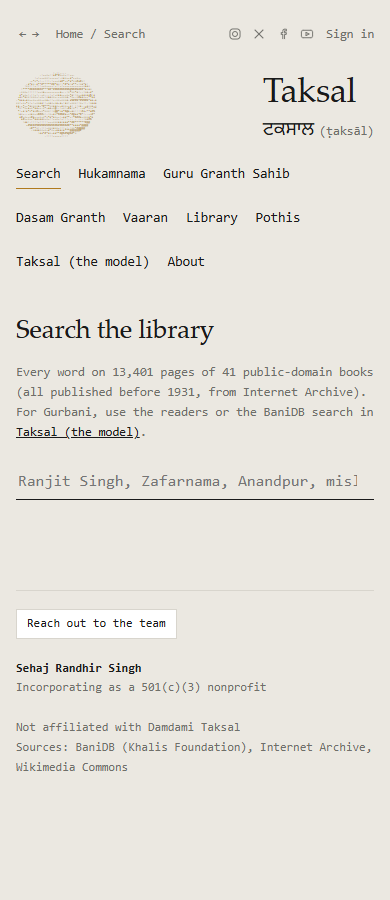 ← → Home / Search Sign in
Taksal
ਟਕਸਾਲ (ṭaksāl)
Search Hukamnama Guru Granth Sahib
Dasam Granth Vaaran Library Pothis
Taksal (the model) About
Search the library
Every word on 13,401 pages of 41 public-domain books
(all published before 1931, from Internet Archive).
For Gurbani, use the readers or the BaniDB search in
Taksal (the model).
Ranjit Singh, Zafarnama, Anandpur, misl
Reach out to the team
Sehaj Randhir Singh
Incorporating as a 501(c)(3) nonprofit
Not affiliated with Damdami Taksal
Sources: BaniDB (Khalis Foundation), Internet Archive,
Wikimedia Commons